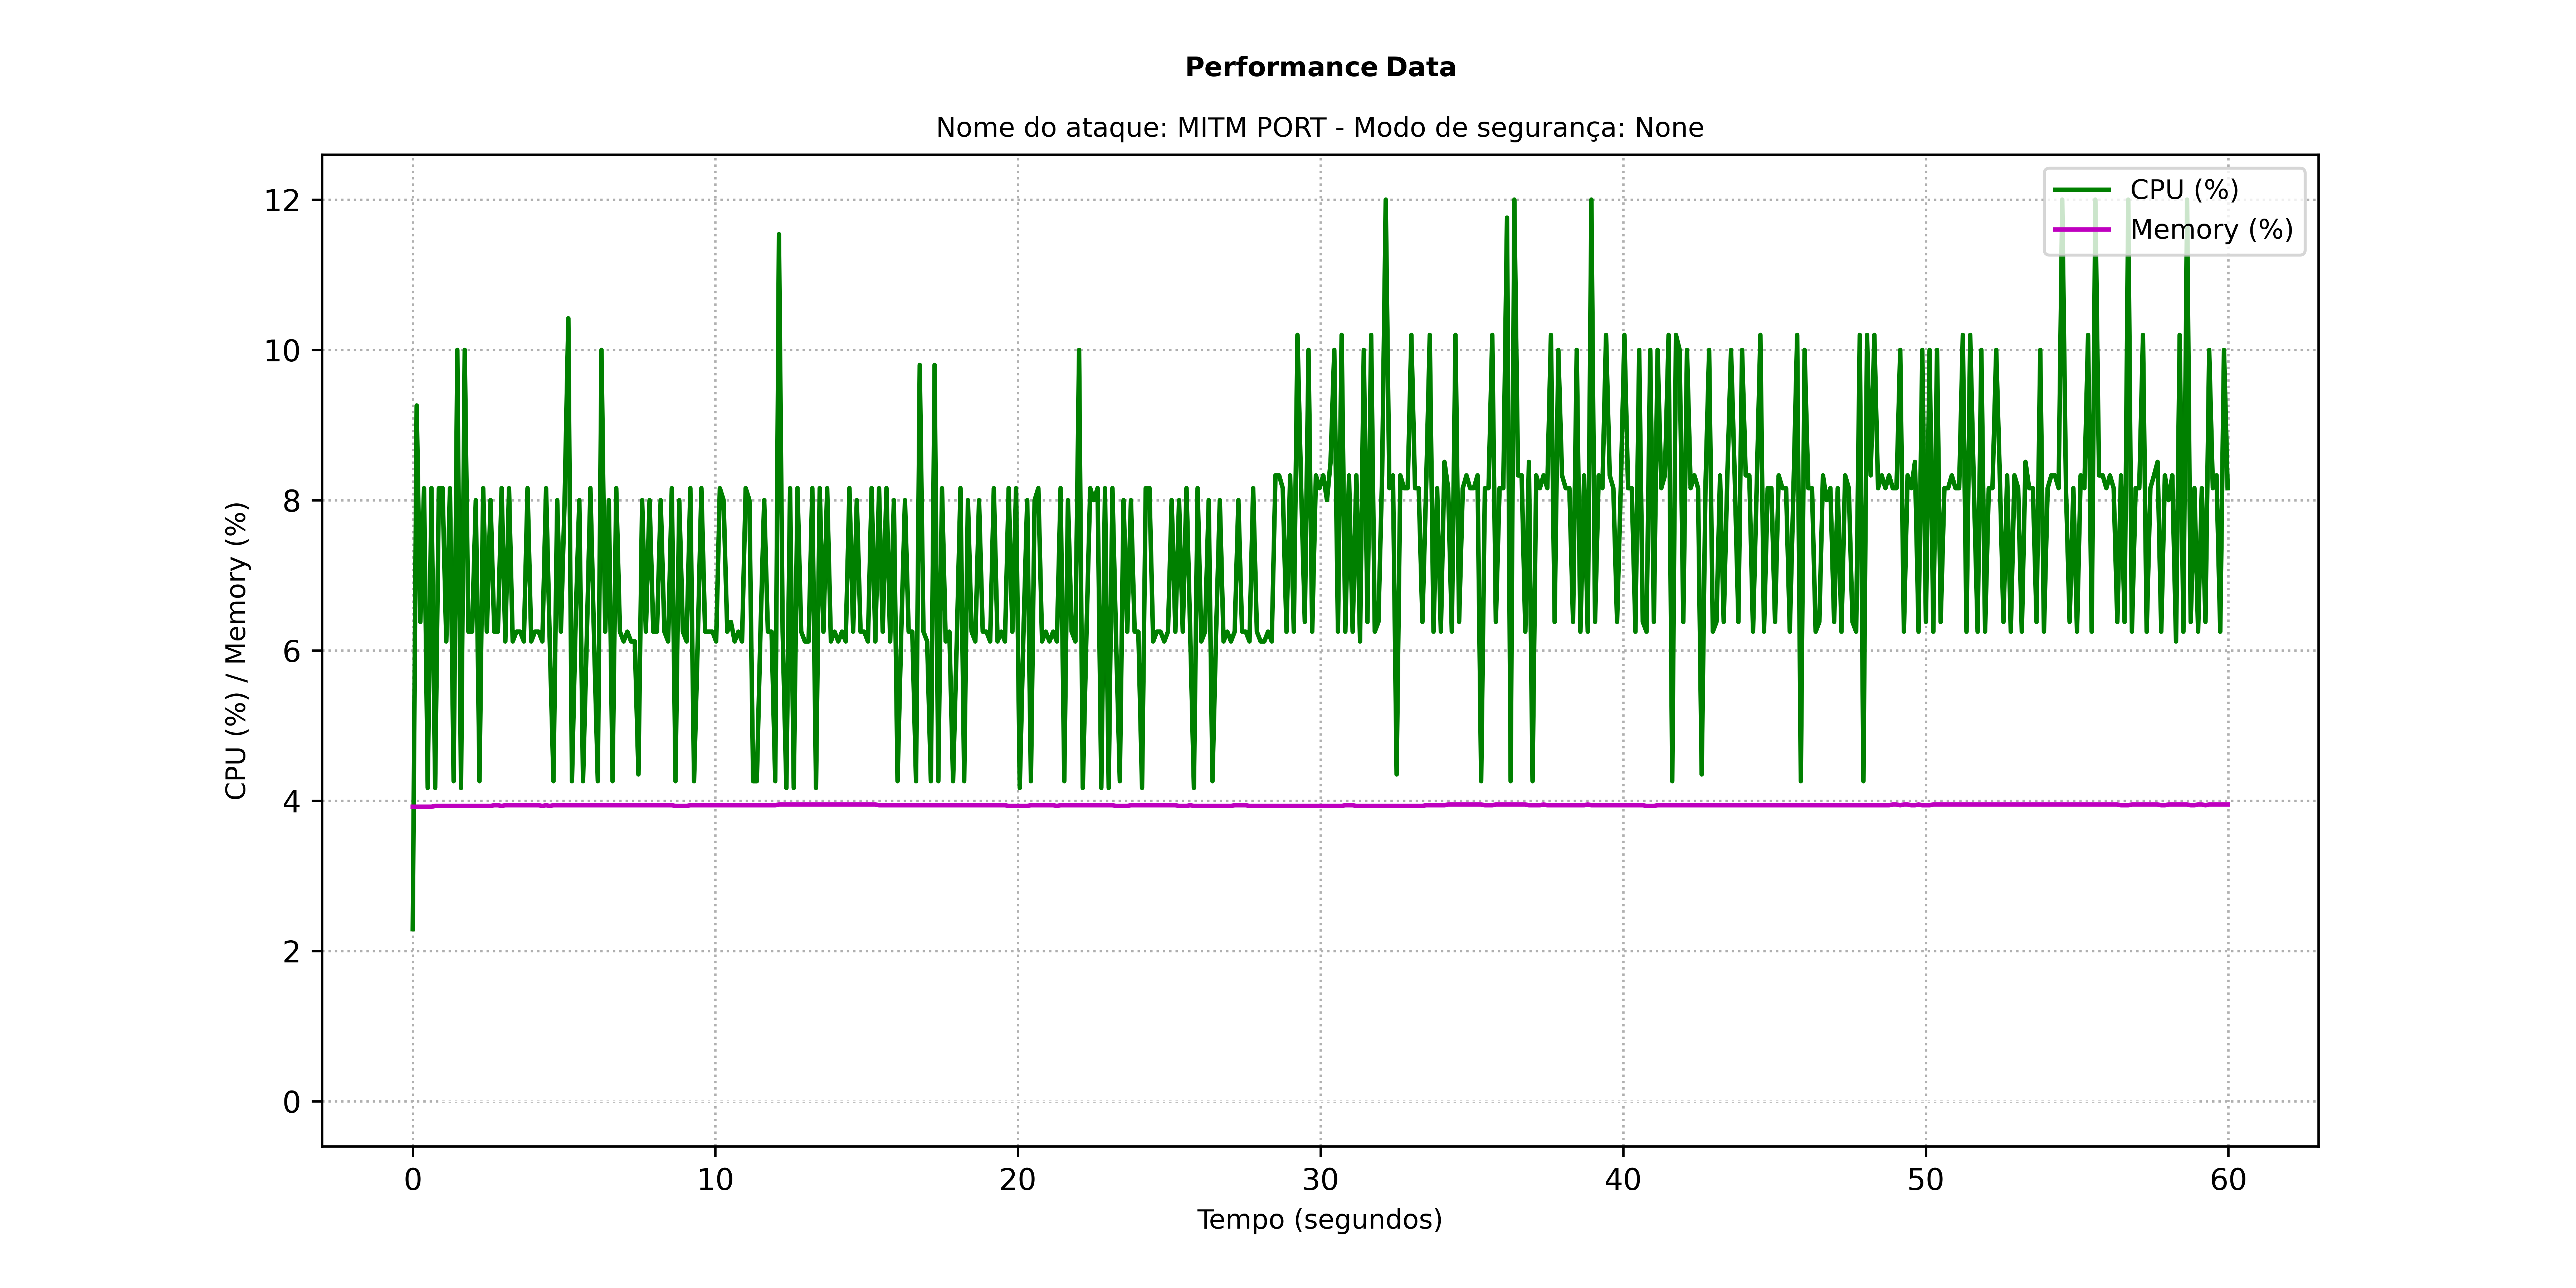 Performance Data
Nome do ataque: MITM PORT - Modo de segurança: None
CPU (%)
Memory (%)
CPU (%) / Memory (%)
12
10
8
6
4
2
0
0 10 20 30 40 50 60
Tempo (segundos)